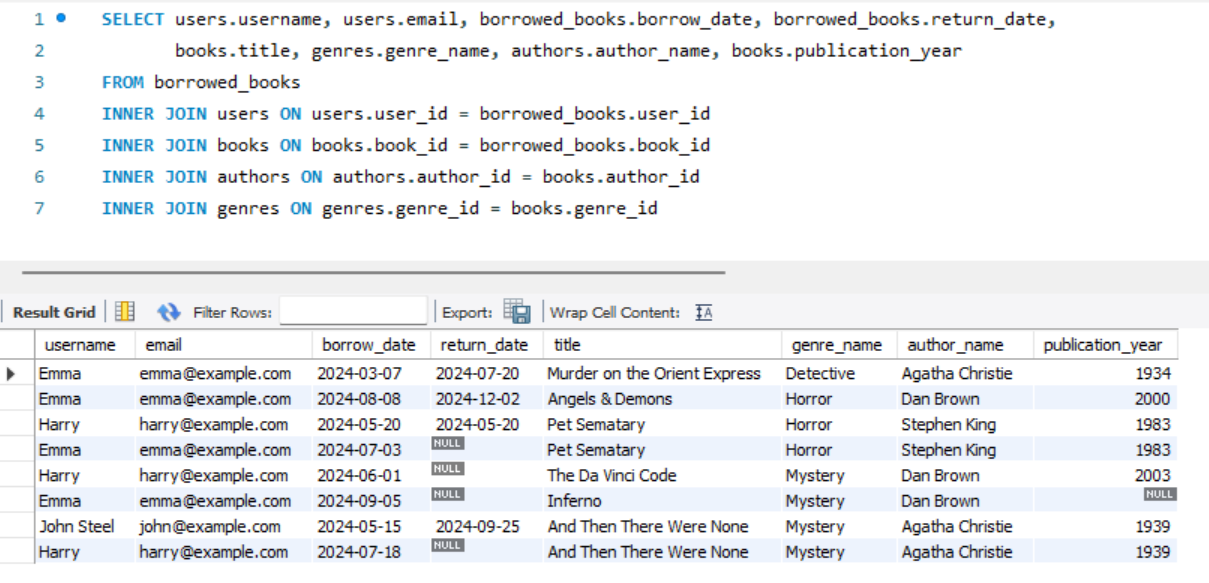 1 SELECT users.username, users.email, borrowed_books.borrow_date, borrowed_books.return_date,
2 books.title, genres.genre_name, authors.author_name, books.publication_year
3 FROM borrowed_books
4 INNER JOIN users ON users.user_id = borrowed_books.user_id
5 INNER JOIN books ON books.book_id = borrowed_books.book_id
6 INNER JOIN authors ON authors.author_id = books.author_id
7 INNER JOIN genres ON genres.genre_id = books.genre_id
Result Grid Filter Rows: Export: Wrap Cell Content: IA
username email borrow_date return_date title genre_name author_name publication_year
Emma emma@example.com 2024-03-07 2024-07-20 Murder on the Orient Express Detective Agatha Christie 1934
Emma emma@example.com 2024-08-08 2024-12-02 Angels & Demons Horror Dan Brown 2000
Harry harry@example.com 2024-05-20 2024-05-20 Pet Sematary Horror Stephen King 1983
Emma emma@example.com 2024-07-03 NULL Pet Sematary Horror Stephen King 1983
Harry harry@example.com 2024-06-01 NULL The Da Vinci Code Mystery Dan Brown 2003
Emma emma@example.com 2024-09-05 NULL Inferno Mystery Dan Brown NULL
John Steel john@example.com 2024-05-15 2024-09-25 And Then There Were None Mystery Agatha Christie 1939
Harry harry@example.com 2024-07-18 NULL And Then There Were None Mystery Agatha Christie 1939